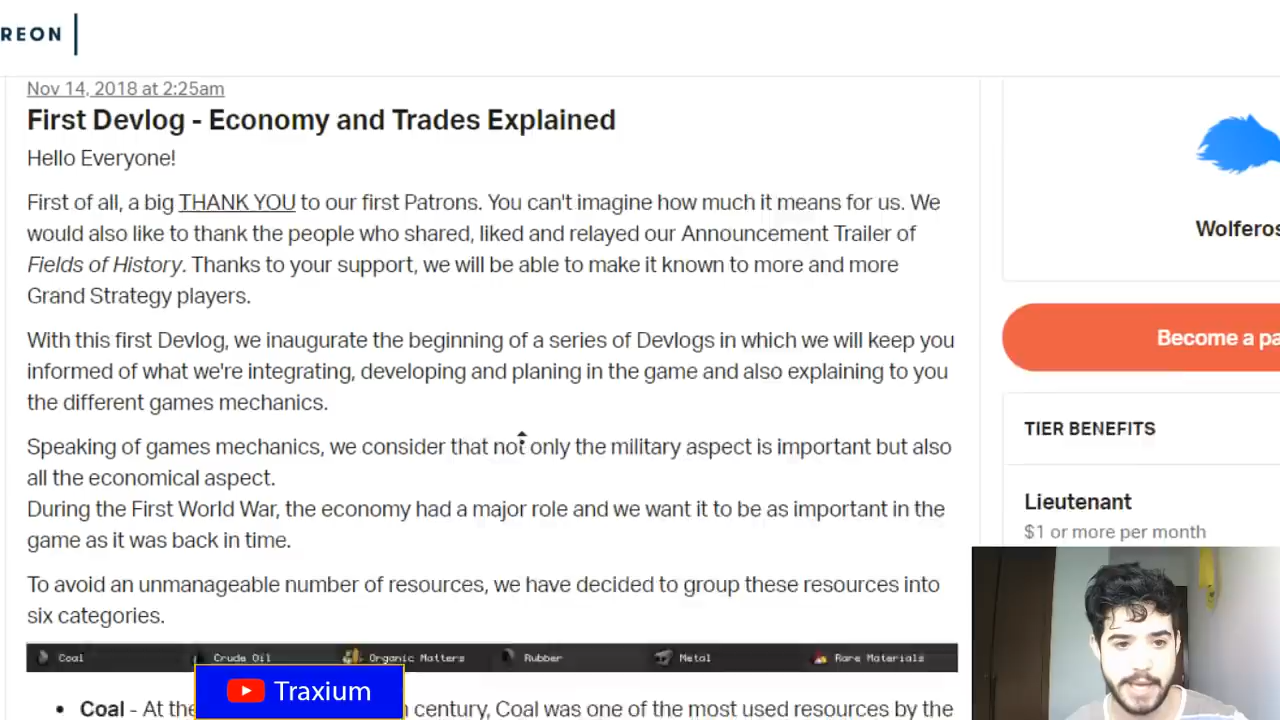 REON
Nov 14, 2018 at 2:25am
First Devlog - Economy and Trades Explained
Hello Everyone!
First of all, a big THANK YOU to our first Patrons. You can't imagine how much it means for us. We
would also like to thank the people who shared, liked and relayed our Announcement Trailer of
Fields of History. Thanks to your support, we will be able to make it known to more and more
Grand Strategy players.
With this first Devlog, we inaugurate the beginning of a series of Devlogs in which we will keep you
informed of what we're integrating, developing and planing in the game and also explaining to you
the different games mechanics.
Speaking of games mechanics, we consider that not only the military aspect is important but also
all the economical aspect.
During the First World War, the economy had a major role and we want it to be as important in the
game as it was back in time.
To avoid an unmanageable number of resources, we have decided to group these resources into
six categories.
Coal Crude Oil Organic Matters Rubber Metal Rare Materials
• Coal - At the century, Coal was one of the most used resources by the
Traxium
Wolferos
Become a pa
TIER BENEFITS
Lieutenant
$1 or more per month